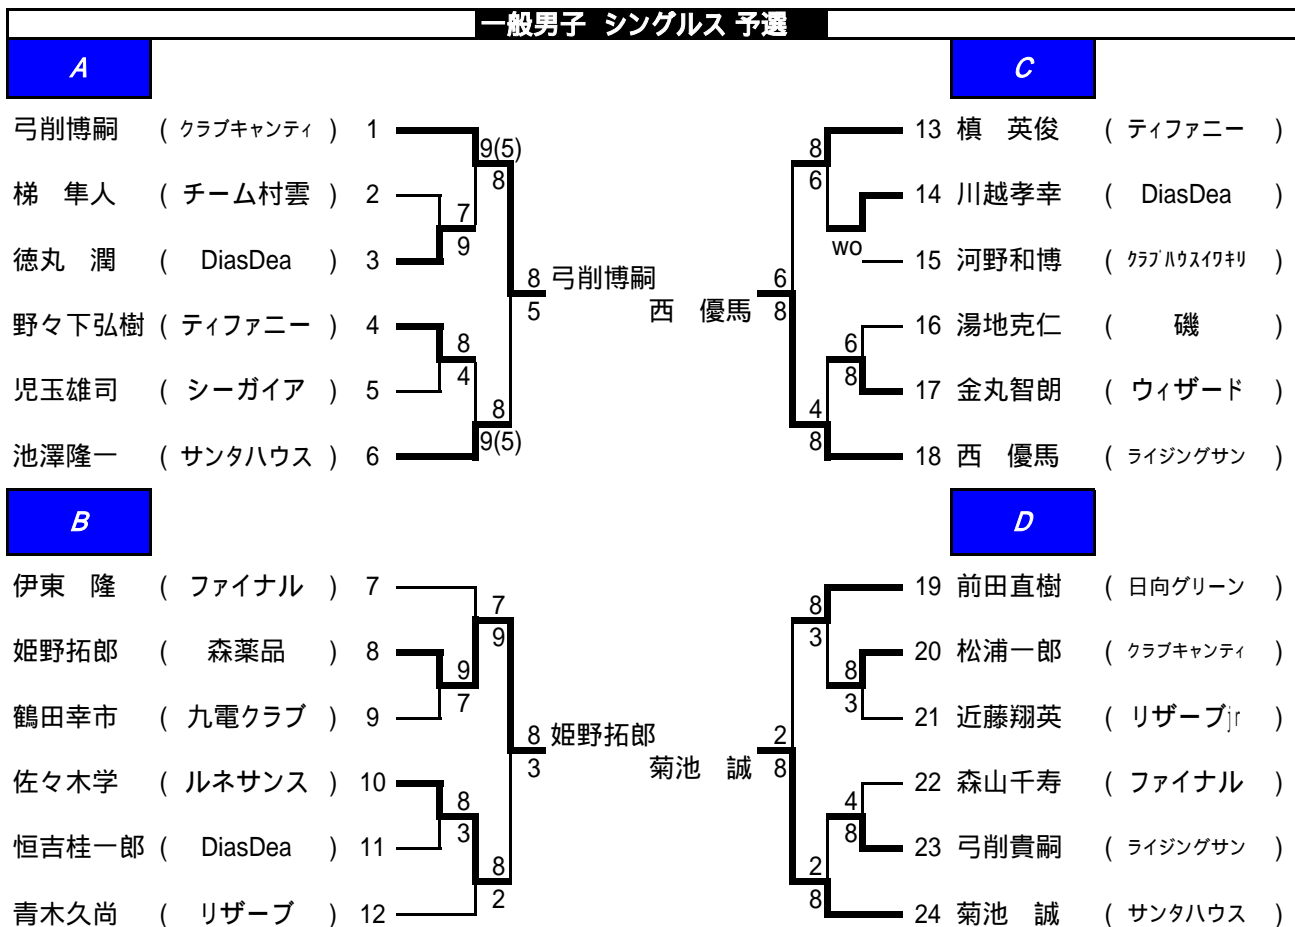 一般男子 シングルス 予選
A
弓削博嗣 ( クラブキャンティ ) 1
梯 隼人 ( チーム村雲 ) 2
徳丸 潤 ( DiasDea ) 3
野々下弘樹 ( ティファニー ) 4
児玉雄司 ( シーガイア ) 5
池澤隆一 ( サンタハウス ) 6
9(5)
8
7
9
8
4
8
9(5)
8
5
弓削博嗣
B
伊東 隆 ( ファイナル ) 7
姫野拓郎 ( 森薬品 ) 8
鶴田幸市 ( 九電クラブ ) 9
佐々木学 ( ルネサンス ) 10
恒吉桂一郎 ( DiasDea ) 11
青木久尚 ( リザーブ ) 12
7
9
9
7
8
3
8
2
8
3
姫野拓郎
C
13 槙 英俊 ( ティファニー )
14 川越孝幸 ( DiasDea )
15 河野和博 ( クラブハウスイワキリ )
16 湯地克仁 ( 磯 )
17 金丸智朗 ( ウィザード )
18 西 優馬 ( ライジングサン )
8
6
wo
6
8
4
8
6
8
西 優馬
D
19 前田直樹 ( 日向グリーン )
20 松浦一郎 ( クラブキャンティ )
21 近藤翔英 ( リザーブjr )
22 森山千寿 ( ファイナル )
23 弓削貴嗣 ( ライジングサン )
24 菊池 誠 ( サンタハウス )
8
3
8
3
4
8
2
8
2
8
菊池 誠